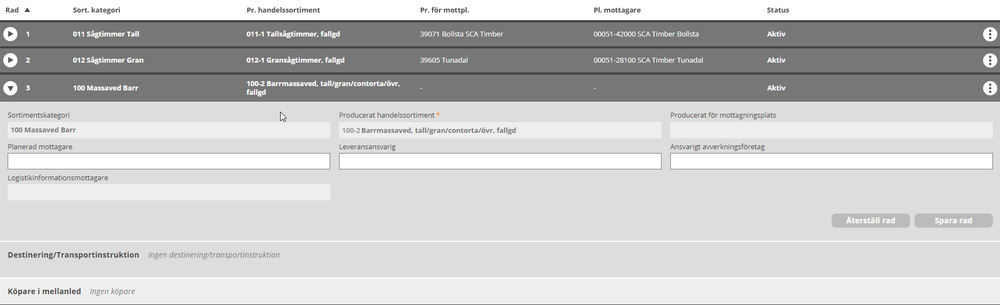 Rad ▲ Sort. kategori Pr. handelssortiment Pr. för mottpl. Pl. mottagare Status
1 011 Sågtimmer Tall 011-1 Tallsågtimmer, fallgd 39071 Bollsta SCA Timber 00051-42000 SCA Timber Bollsta Aktiv
2 012 Sågtimmer Gran 012-1 Gransågtimmer, fallgd 39605 Tunadal 00051-28100 SCA Timber Tunadal Aktiv
3 100 Massaved Barr 100-2 Barrmassaved, tall/gran/contorta/övr, - - Aktiv
fallgd
Sortimentskategori Producerat handelssortiment * Producerat för mottagningsplats
100 Massaved Barr 100-2 Barrmassaved, tall/gran/contorta/övr, fallgd
Planerad mottagare Leveransansvarig Ansvarigt avverkningsföretag
Logistikinformationsmottagare
Återställ rad Spara rad
Destinering/Transportinstruktion Ingen destinering/transportinstruktion
Köpare i mellanled Ingen köpare